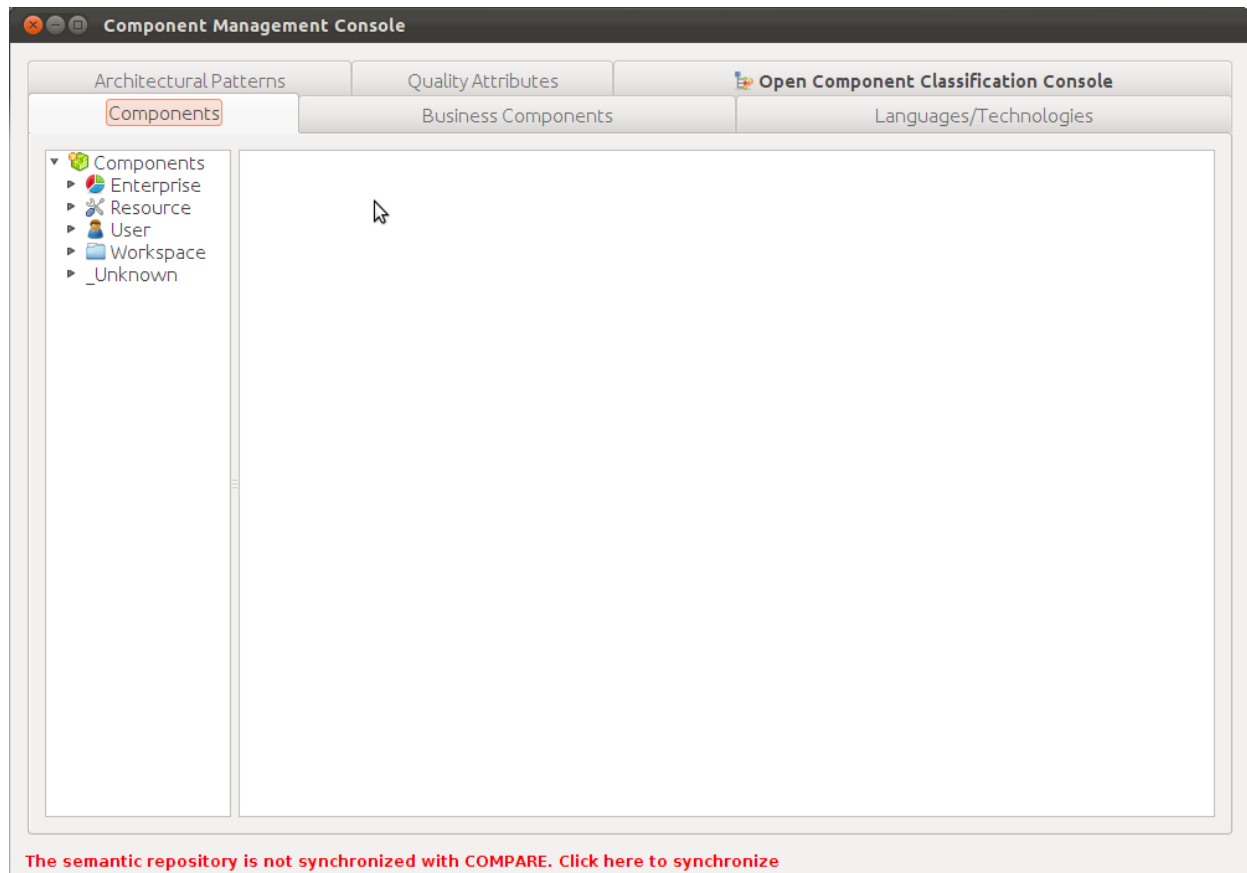 Component Management Console
Architectural Patterns
Quality Attributes
Open Component Classification Console
Components
Business Components
Languages/Technologies
Components
Enterprise
Resource
User
Workspace
_Unknown
The semantic repository is not synchronized with COMPARE. Click here to synchronize